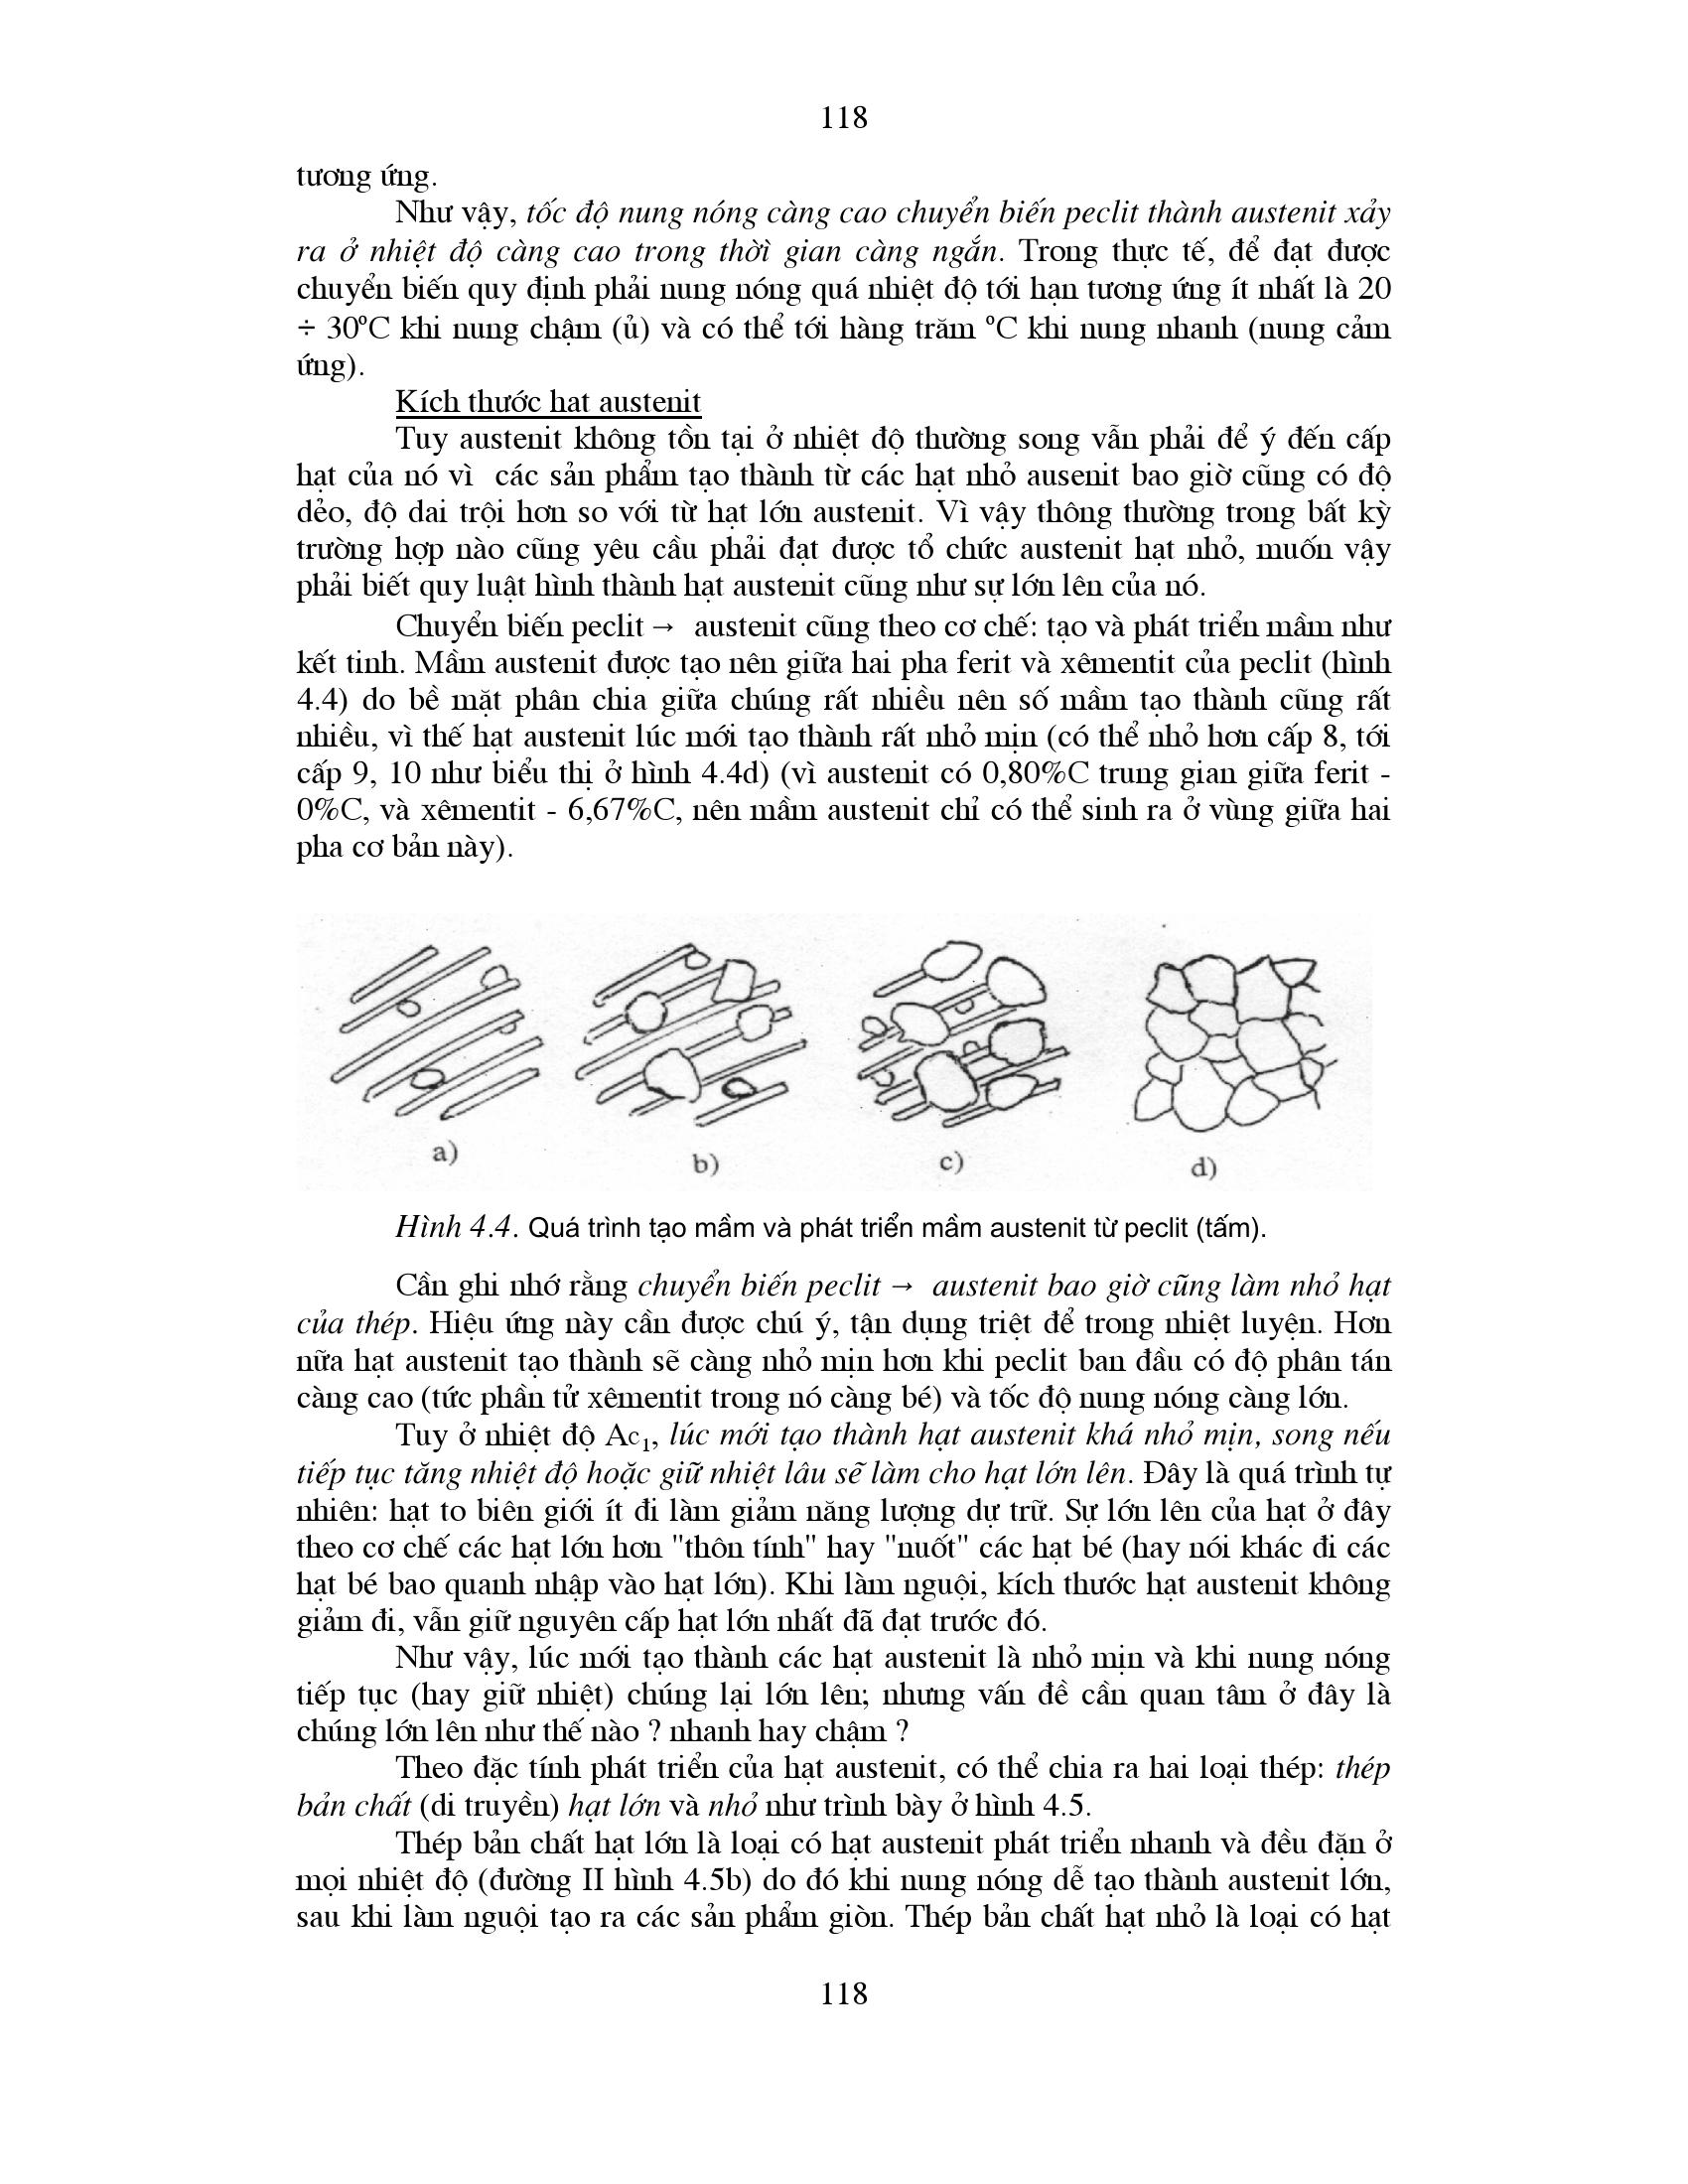 118
tương ứng.
Như vậy, tốc độ nung nóng càng cao chuyển biến peclit thành austenit xảy
ra ở nhiệt độ càng cao trong thời gian càng ngắn. Trong thực tế, để đạt được
chuyển biến quy định phải nung nóng quá nhiệt độ tới hạn tương ứng ít nhất là 20
÷ 30ºC khi nung chậm (ủ) và có thể tới hàng trăm ºC khi nung nhanh (nung cảm
ứng).
Kích thước hat austenit
Tuy austenit không tồn tại ở nhiệt độ thường song vẫn phải để ý đến cấp
hạt của nó vì các sản phẩm tạo thành từ các hạt nhỏ ausenit bao giờ cũng có độ
dẻo, độ dai trội hơn so với từ hạt lớn austenit. Vì vậy thông thường trong bất kỳ
trường hợp nào cũng yêu cầu phải đạt được tổ chức austenit hạt nhỏ, muốn vậy
phải biết quy luật hình thành hạt austenit cũng như sự lớn lên của nó.
Chuyển biến peclit → austenit cũng theo cơ chế: tạo và phát triển mầm như
kết tinh. Mầm austenit được tạo nên giữa hai pha ferit và xêmentit của peclit (hình
4.4) do bề mặt phân chia giữa chúng rất nhiều nên số mầm tạo thành cũng rất
nhiều, vì thế hạt austenit lúc mới tạo thành rất nhỏ mịn (có thể nhỏ hơn cấp 8, tới
cấp 9, 10 như biểu thị ở hình 4.4d) (vì austenit có 0,80%C trung gian giữa ferit -
0%C, và xêmentit - 6,67%C, nên mầm austenit chỉ có thể sinh ra ở vùng giữa hai
pha cơ bản này).
a) b) c) d)
Hình 4.4. Quá trình tạo mầm và phát triển mầm austenit từ peclit (tấm).
Cần ghi nhớ rằng chuyển biến peclit → austenit bao giờ cũng làm nhỏ hạt
của thép. Hiệu ứng này cần được chú ý, tận dụng triệt để trong nhiệt luyện. Hơn
nữa hạt austenit tạo thành sẽ càng nhỏ mịn hơn khi peclit ban đầu có độ phân tán
càng cao (tức phần tử xêmentit trong nó càng bé) và tốc độ nung nóng càng lớn.
Tuy ở nhiệt độ Ac₁, lúc mới tạo thành hạt austenit khá nhỏ mịn, song nếu
tiếp tục tăng nhiệt độ hoặc giữ nhiệt lâu sẽ làm cho hạt lớn lên. Đây là quá trình tự
nhiên: hạt to biên giới ít đi làm giảm năng lượng dự trữ. Sự lớn lên của hạt ở đây
theo cơ chế các hạt lớn hơn "thôn tính" hay "nuốt" các hạt bé (hay nói khác đi các
hạt bé bao quanh nhập vào hạt lớn). Khi làm nguội, kích thước hạt austenit không
giảm đi, vẫn giữ nguyên cấp hạt lớn nhất đã đạt trước đó.
Như vậy, lúc mới tạo thành các hạt austenit là nhỏ mịn và khi nung nóng
tiếp tục (hay giữ nhiệt) chúng lại lớn lên; nhưng vấn đề cần quan tâm ở đây là
chúng lớn lên như thế nào ? nhanh hay chậm ?
Theo đặc tính phát triển của hạt austenit, có thể chia ra hai loại thép: thép
bản chất (di truyền) hạt lớn và nhỏ như trình bày ở hình 4.5.
Thép bản chất hạt lớn là loại có hạt austenit phát triển nhanh và đều đặn ở
mọi nhiệt độ (đường II hình 4.5b) do đó khi nung nóng dễ tạo thành austenit lớn,
sau khi làm nguội tạo ra các sản phẩm giòn. Thép bản chất hạt nhỏ là loại có hạt
118